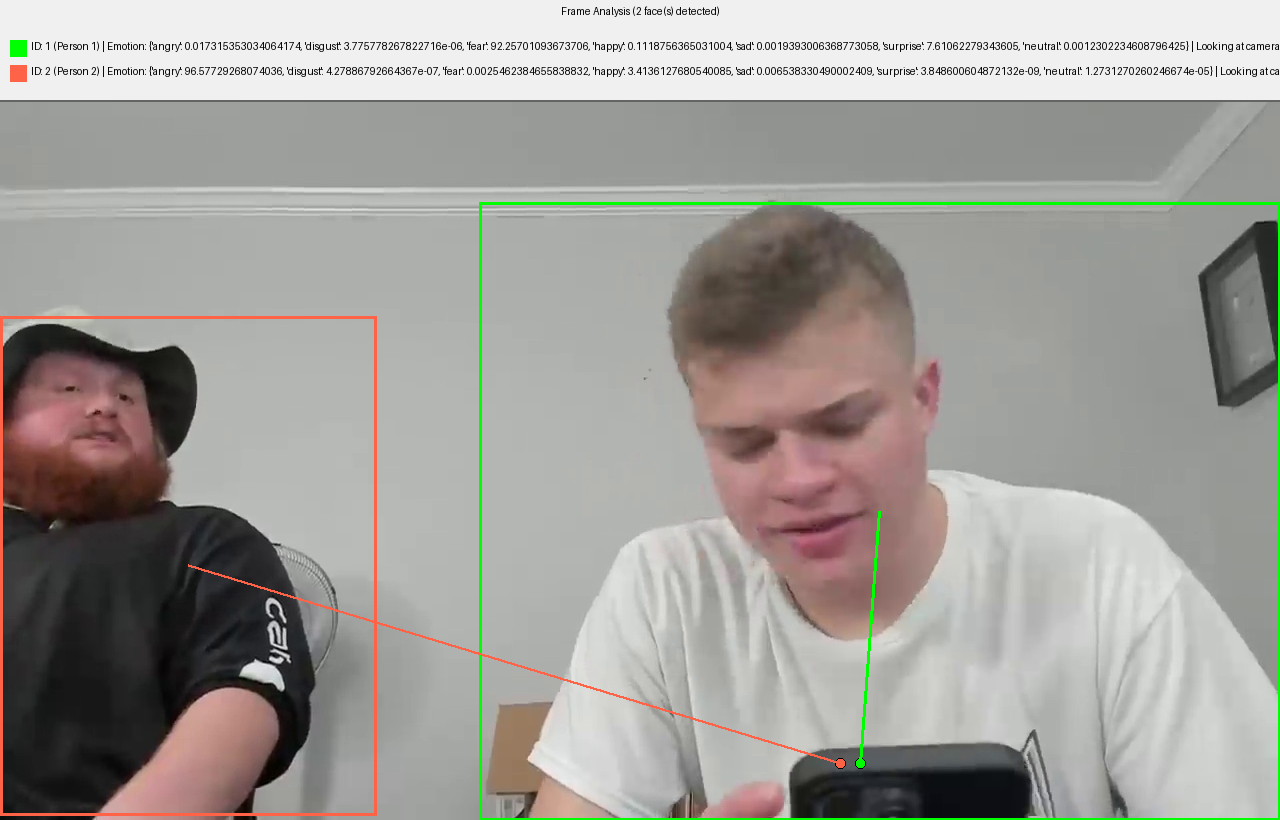 Frame Analysis (2 face(s) detected)
ID: 1 (Person 1) | Emotion: {'angry': 0.017315353034064174, 'disgust': 3.775778267822716e-06, 'fear': 92.25701093673706, 'happy': 0.1118756365031004, 'sad': 0.0019393006368773058, 'surprise': 7.61062279343605, 'neutral': 0.0012302234608796425} | Looking at camera
ID: 2 (Person 2) | Emotion: {'angry': 96.57729268074036, 'disgust': 4.27886792664367e-07, 'fear': 0.0025462384655838832, 'happy': 3.4136127680540085, 'sad': 0.006538330490002409, 'surprise': 3.848600604872132e-09, 'neutral': 1.2731270260246674e-05} | Looking at ca